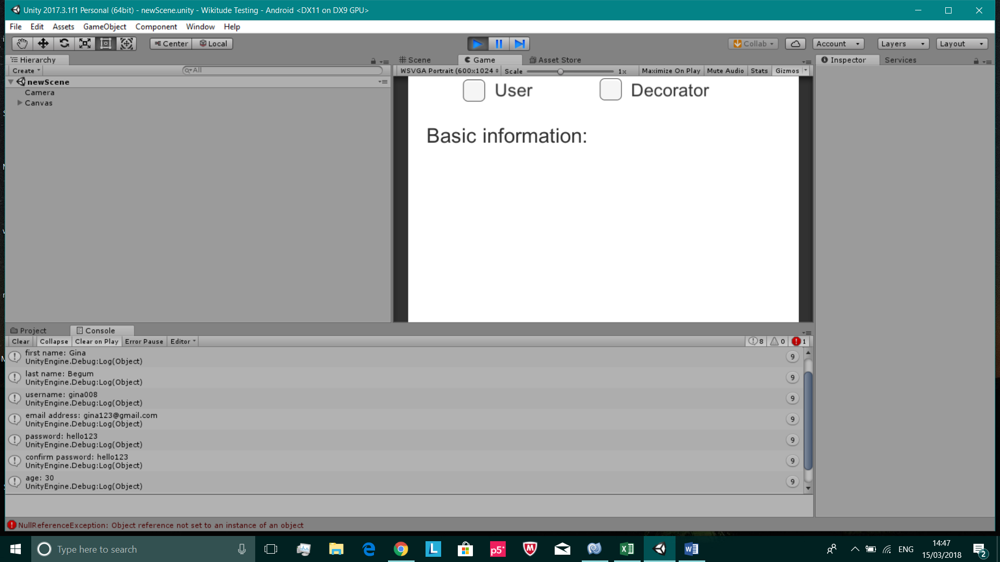 Unity 2017.3.1f1 Personal (64bit) - newScene.unity - Wikitude Testing - Android <DX11 on DX9 GPU>
File Edit Assets GameObject Component Window Help
Center Local Collab Account Layers Layout
Hierarchy
Scene Game Asset Store
Inspector Services
Create All
WSVGA Portrait (600x1024 Scale 1x Maximize On Play Mute Audio Stats Gizmos
newScene
Camera
Canvas
User Decorator
Basic information:
Project Console
Clear Collapse Clear on Play Error Pause Editor 8 0 1
first name: Gina
UnityEngine.Debug:Log(Object)
9
last name: Begum
UnityEngine.Debug:Log(Object)
9
username: gina008
UnityEngine.Debug:Log(Object)
9
email address: gina123@gmail.com
UnityEngine.Debug:Log(Object)
9
password: hello123
UnityEngine.Debug:Log(Object)
9
confirm password: hello123
UnityEngine.Debug:Log(Object)
9
age: 30
UnityEngine.Debug:Log(Object)
9
NullReferenceException: Object reference not set to an instance of an object
Type here to search
L
p5*
ENG
14:47
15/03/2018
2